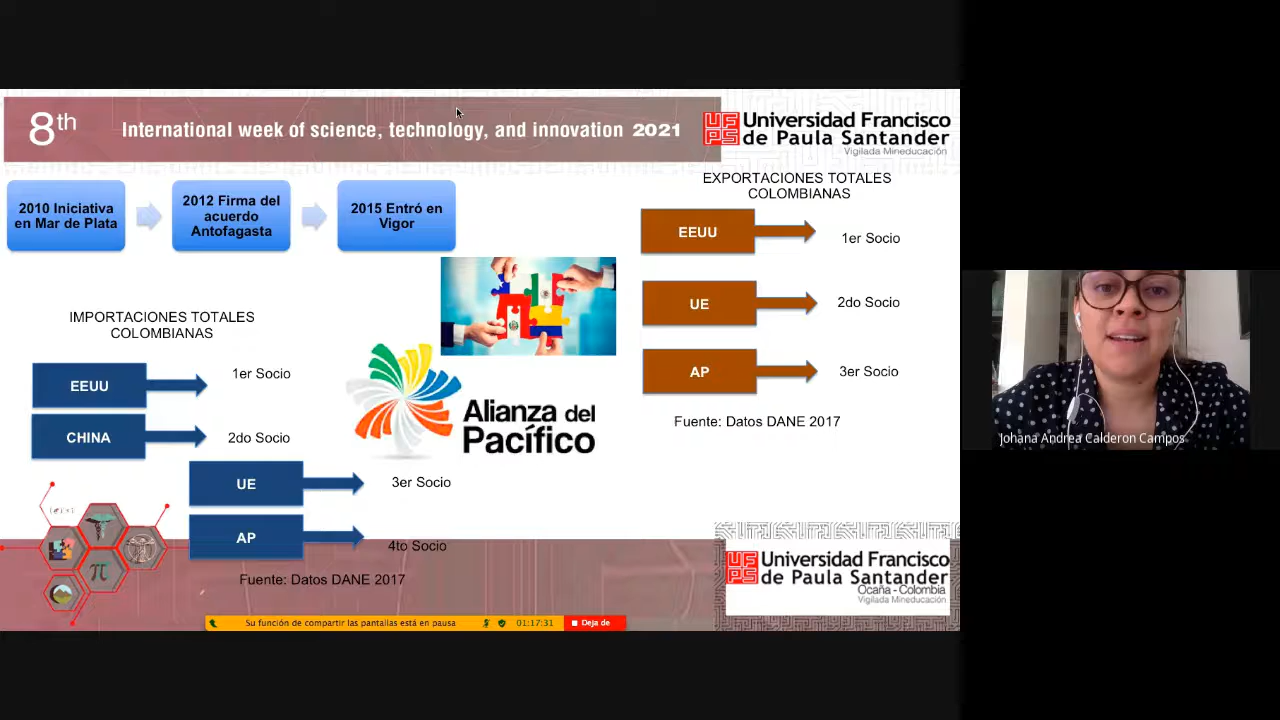 8th
International week of science, technology, and innovation 2021
UFPS
Universidad Francisco
de Paula Santander
Vigilada Mineducación
2010 Iniciativa
en Mar de Plata
2012 Firma del
acuerdo
Antofagasta
2015 Entró en
Vigor
EXPORTACIONES TOTALES
COLOMBIANAS
EEUU
1er Socio
UE
2do Socio
AP
3er Socio
Fuente: Datos DANE 2017
IMPORTACIONES TOTALES
COLOMBIANAS
EEUU
1er Socio
CHINA
2do Socio
UE
3er Socio
AP
4to Socio
Fuente: Datos DANE 2017
Alianza del
Pacífico
π
UFPS
Universidad Francisco
de Paula Santander
Ocaña - Colombia
Vigilada Mineducación
Su función de compartir las pantallas está en pausa
01:17:31
Deja de
Johana Andrea Calderon Campos